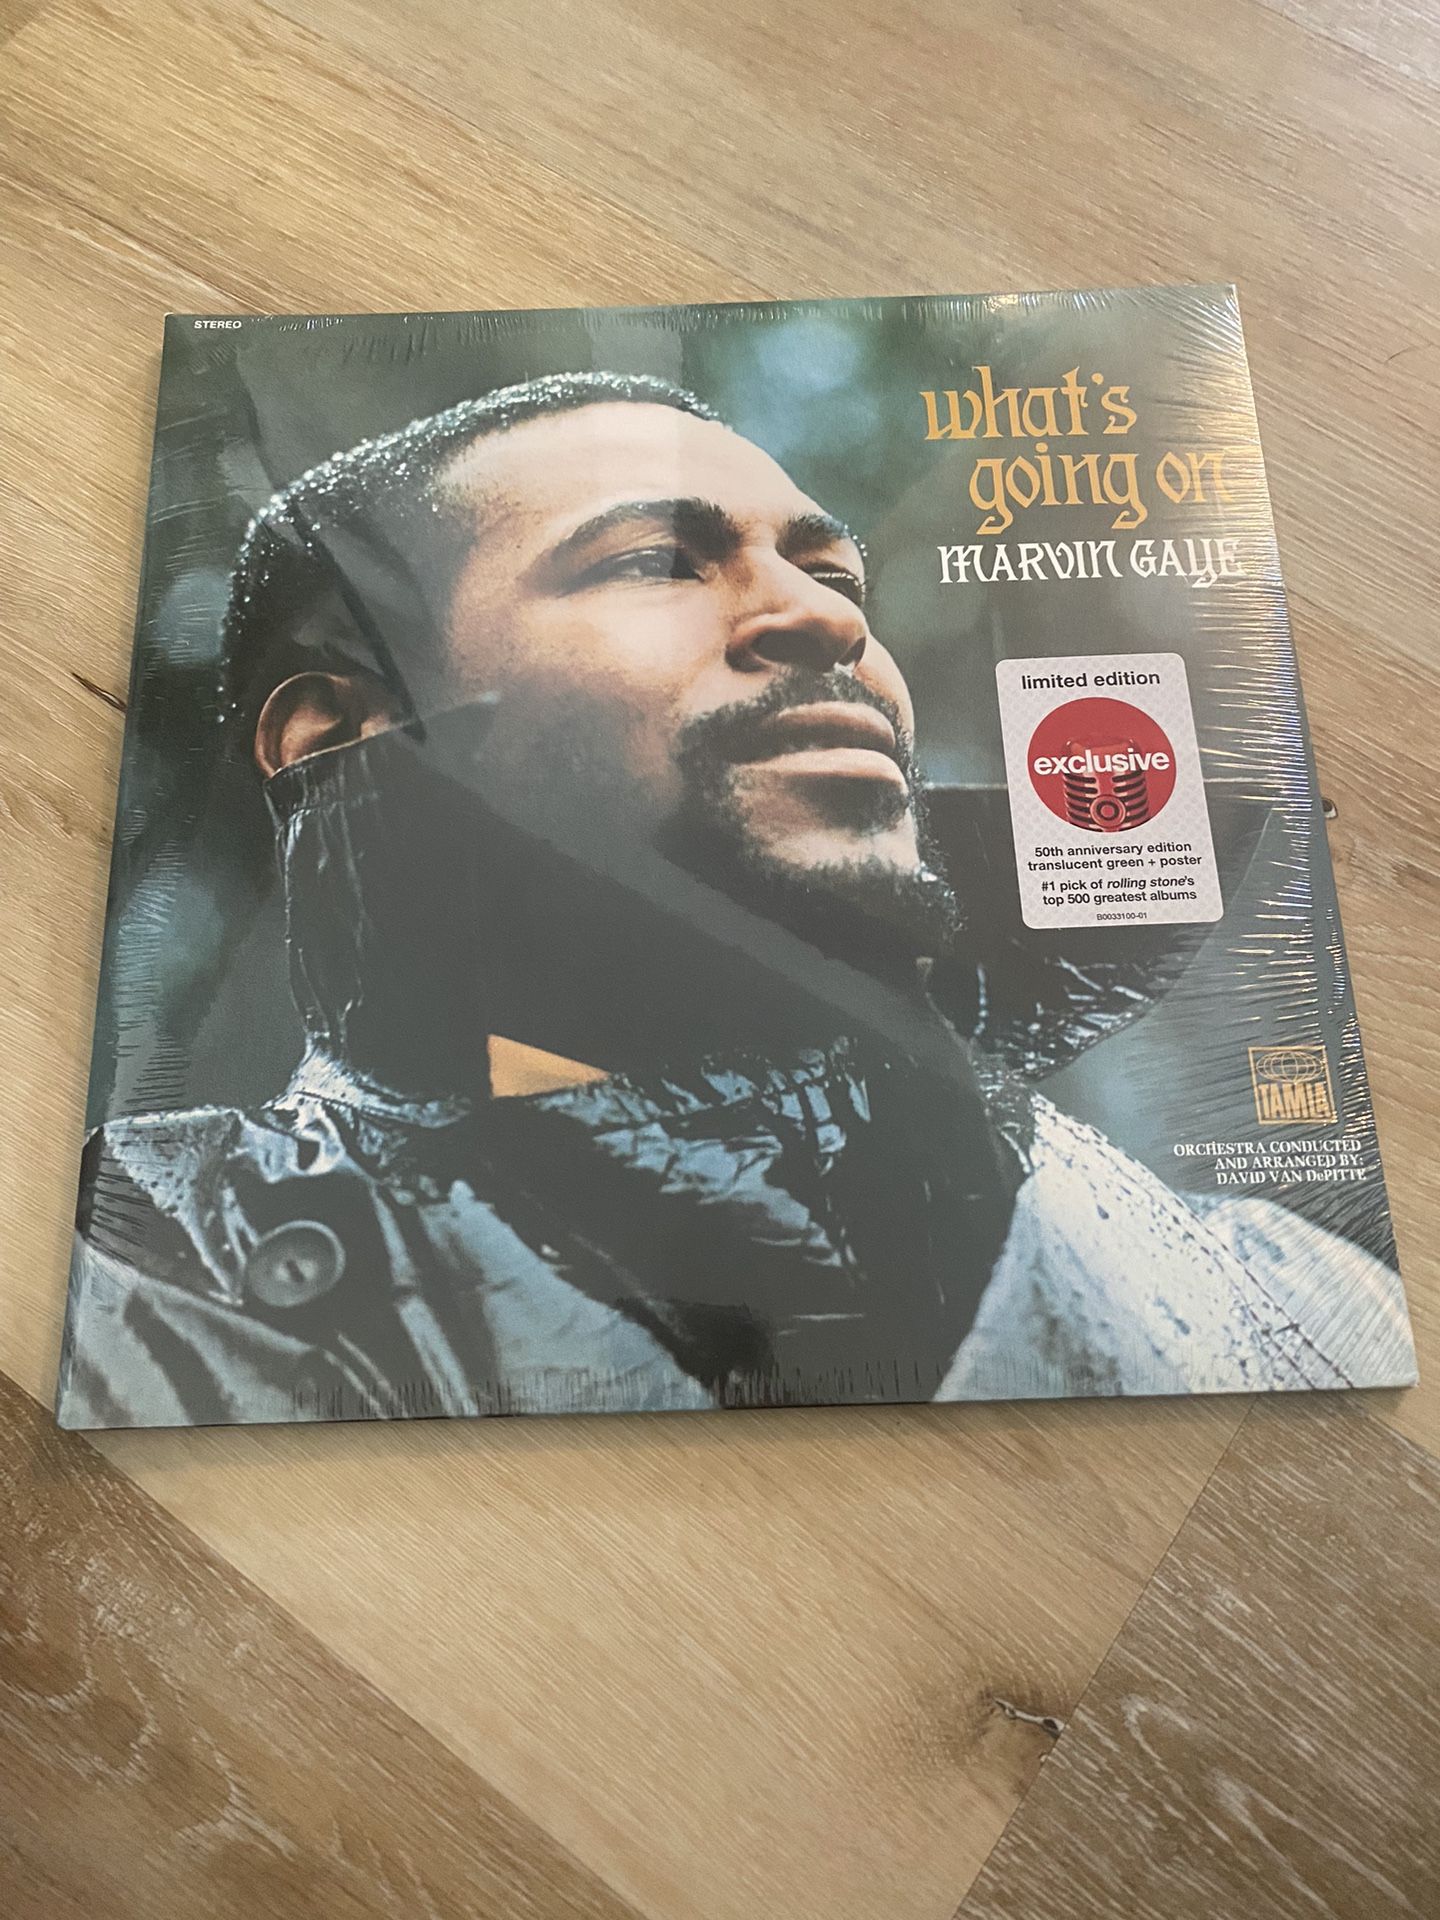 STEREO
what's
going on
MARVIN GAYE
limited edition
exclusive
50th anniversary edition
translucent green + poster
#1 pick of rolling stone's
top 500 greatest albums
B0033100-01
TAMLA
ORCHESTRA CONDUCTED
AND ARRANGED BY:
DAVID VAN DePITTE